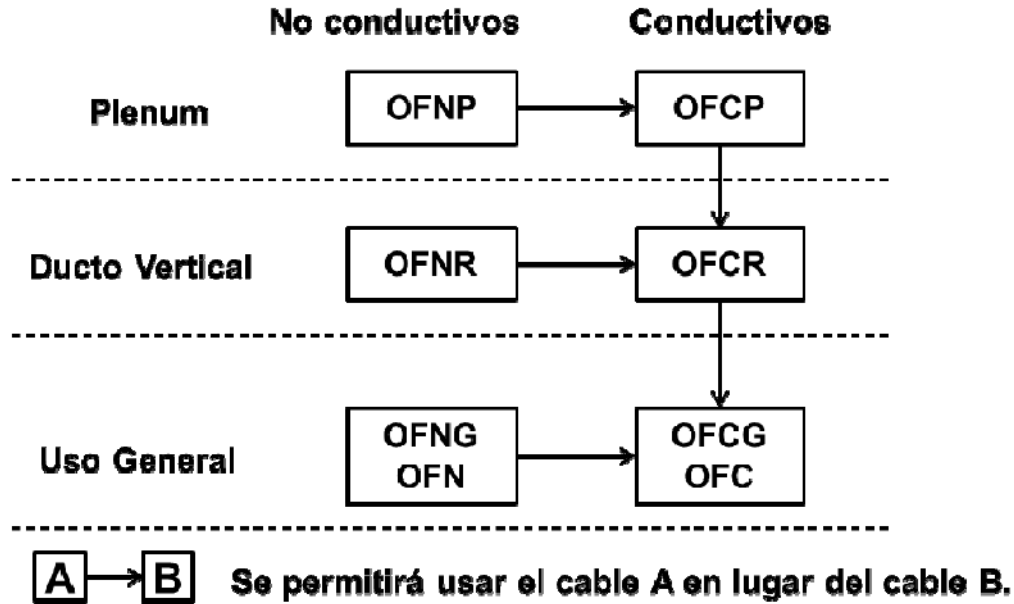 No conductivos Conductivos
Plenum OFNP OFCP
Ducto Vertical OFNR OFCR
Uso General
OFNG OFCG
OFN OFC
A B Se permitirá usar el cable A en lugar del cable B.